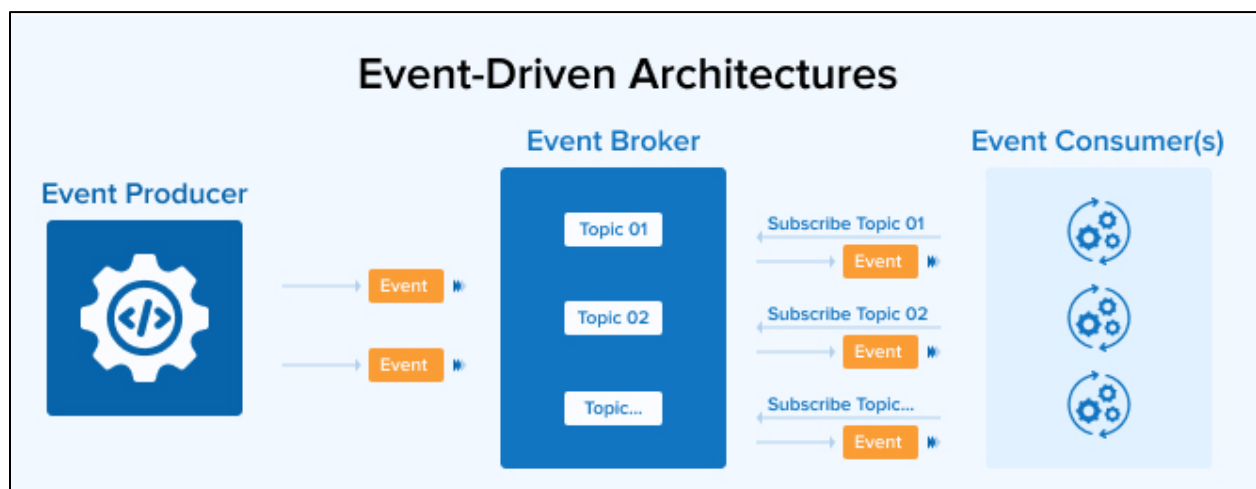 Event-Driven Architectures
Event Producer
</>
Event
Event
Event Broker
Topic 01
Topic 02
Topic...
Subscribe Topic 01
Event
Subscribe Topic 02
Event
Subscribe Topic...
Event
Event Consumer(s)